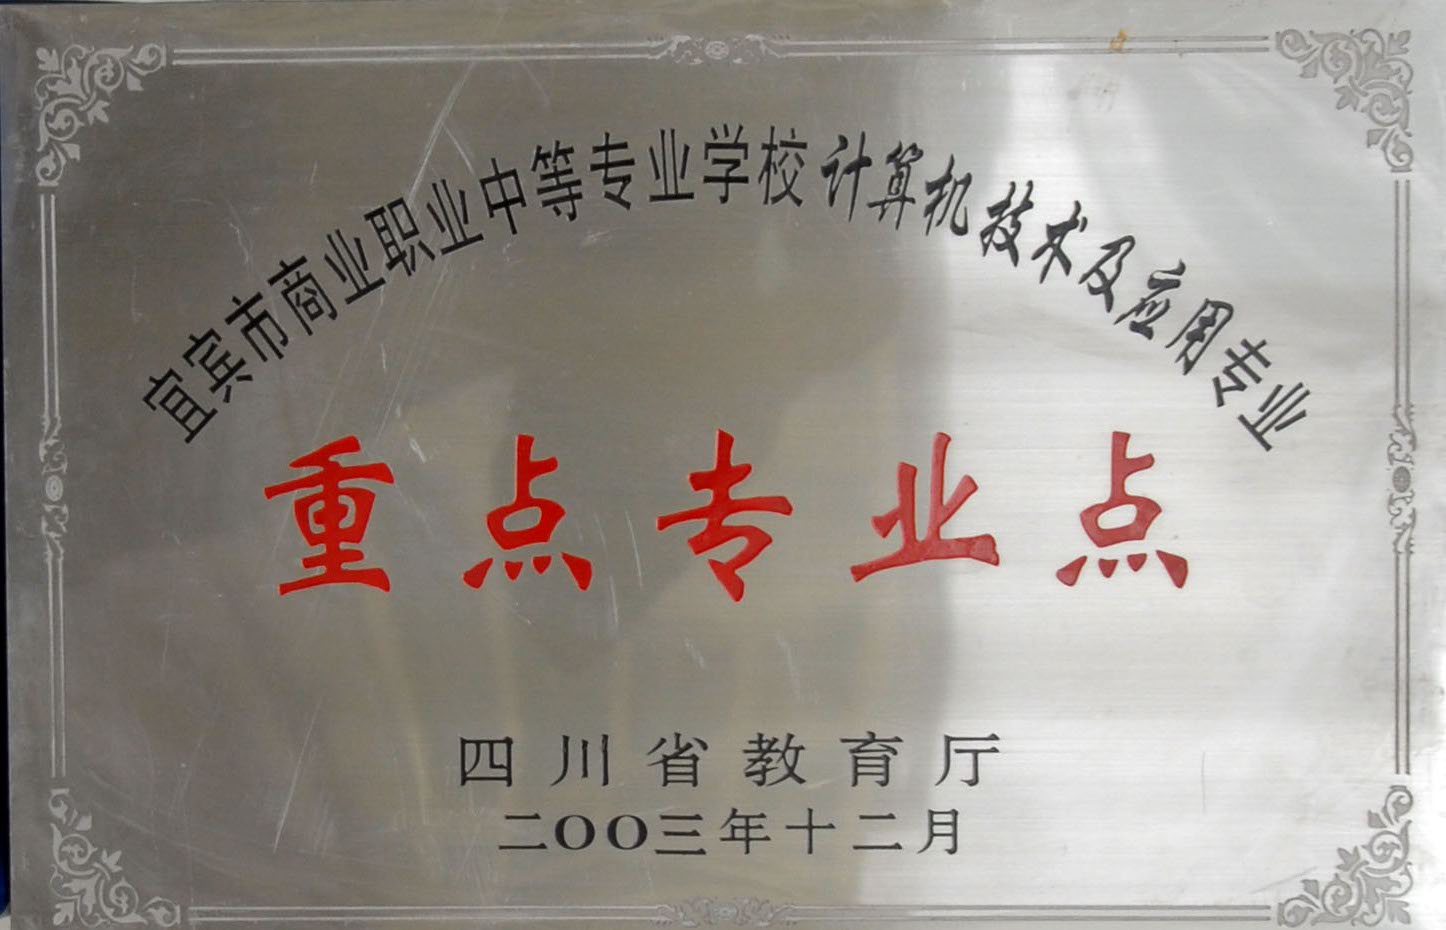 宜宾市商业职业中等专业学校计算机技术及应用专业
重点专业点
四川省教育厅
二〇〇三年十二月